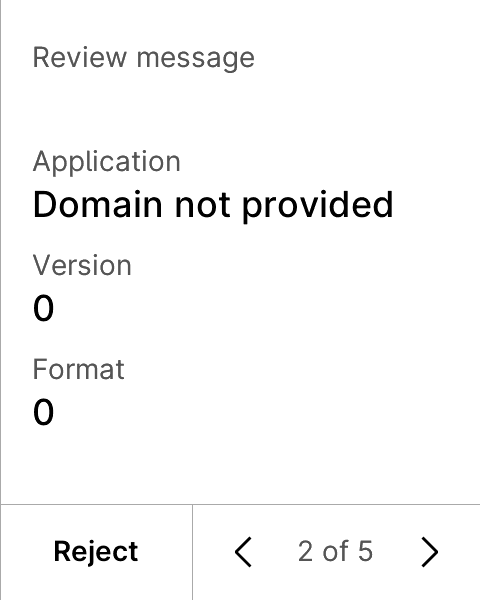 Review message
Application
Domain not provided
Version
0
Format
0
Reject
2 of 5